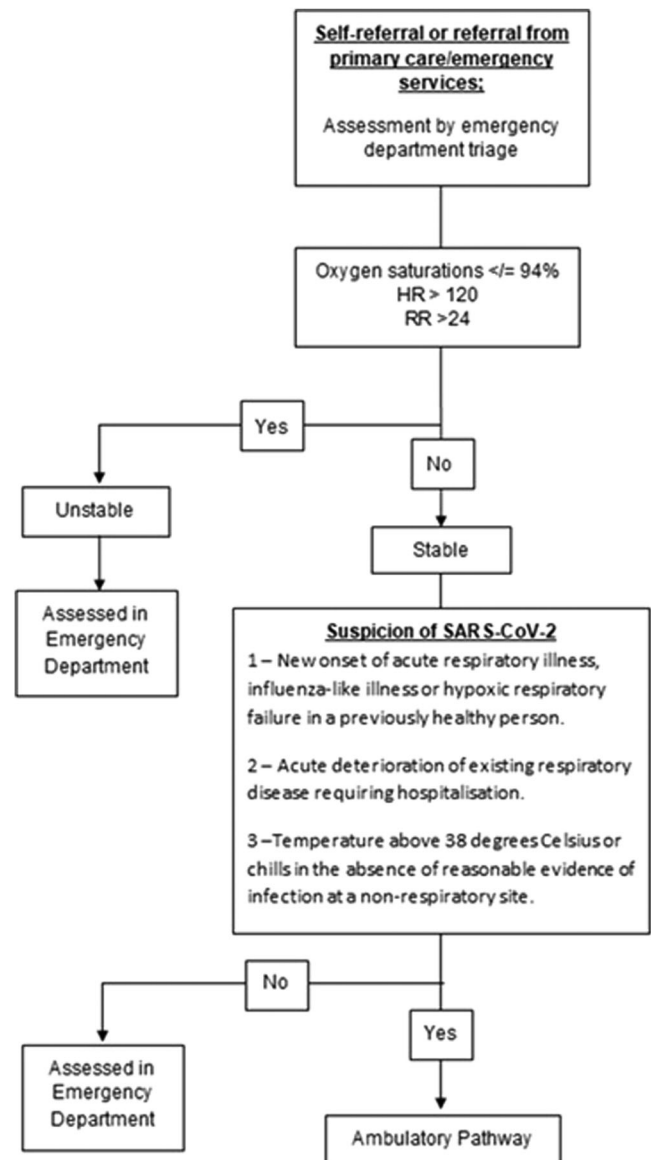 Self-referral or referral from
primary care/emergency
services;
Assessment by emergency
department triage
Oxygen saturations </= 94%
HR > 120
RR >24
Yes
No
Unstable
Stable
Assessed in
Emergency
Department
Suspicion of SARS-CoV-2
1 – New onset of acute respiratory illness,
influenza-like illness or hypoxic respiratory
failure in a previously healthy person.
2 – Acute deterioration of existing respiratory
disease requiring hospitalisation.
3 –Temperature above 38 degrees Celsius or
chills in the absence of reasonable evidence of
infection at a non-respiratory site.
No
Yes
Assessed in
Emergency
Department
Ambulatory Pathway